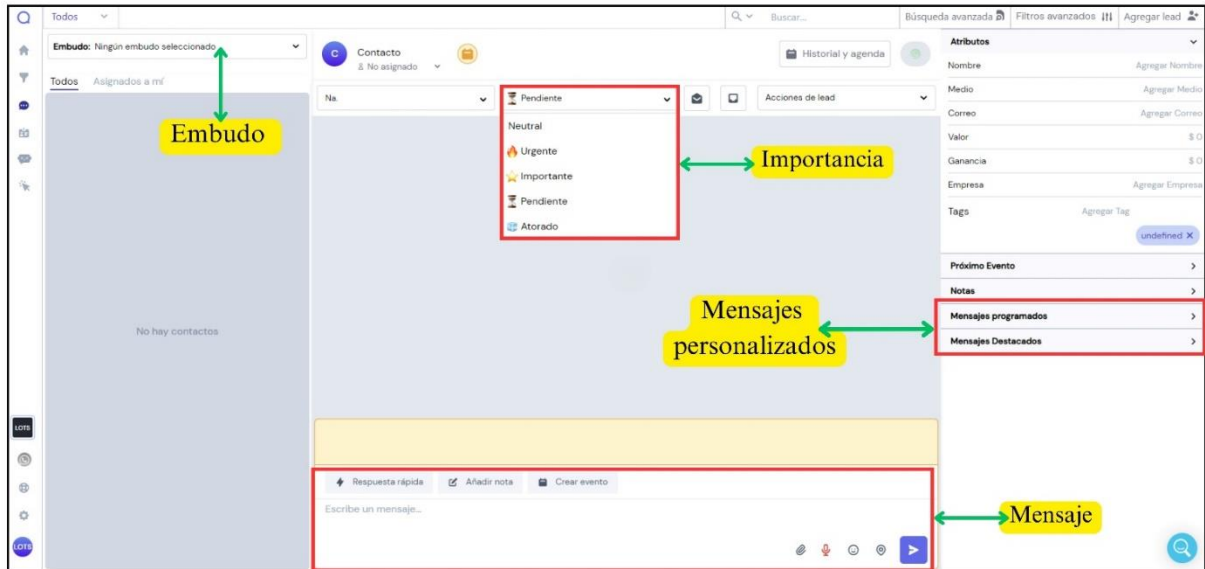 Todos
Buscar...
Búsqueda avanzada
Filtros avanzados
Agregar lead
Embudo: Ningún embudo seleccionado
Todos Asignados a mí
No hay contactos
Embudo
C
Contacto
No asignado
Historial y agenda
Na.
Pendiente
Acciones de lead
Neutral
Urgente
Importante
Pendiente
Atorado
Importancia
Mensajes
personalizados
Respuesta rápida Añadir nota Crear evento
Escribe un mensaje...
Mensaje
Atributos
Nombre Agregar Nombre
Medio Agregar Medio
Correo Agregar Correo
Valor $ 0
Ganancia $ 0
Empresa Agregar Empresa
Tags Agregar Tag
undefined X
Próximo Evento
Notas
Mensajes programados
Mensajes Destacados
LOTS
LOTS